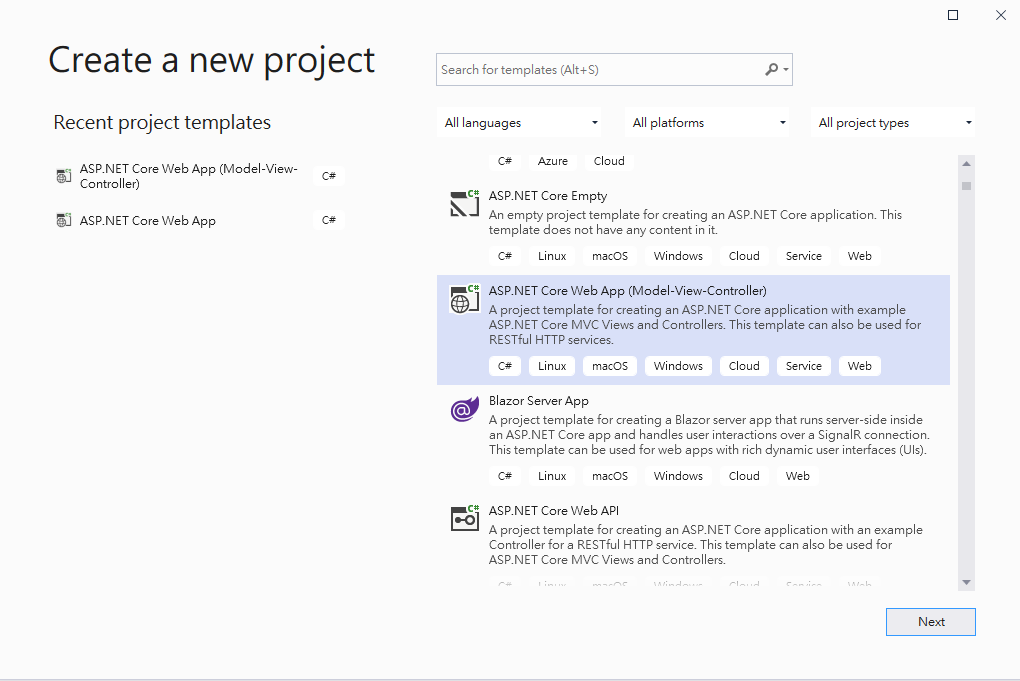 Create a new project
Search for templates (Alt+S)
Recent project templates
All languages
All platforms
All project types
ASP.NET Core Web App (Model-View-
Controller)
C#
ASP.NET Core Web App
C#
C# Azure Cloud
C#
ASP.NET Core Empty
An empty project template for creating an ASP.NET Core application. This
template does not have any content in it.
C# Linux macOS Windows Cloud Service Web
C#
ASP.NET Core Web App (Model-View-Controller)
A project template for creating an ASP.NET Core application with example
ASP.NET Core MVC Views and Controllers. This template can also be used for
RESTful HTTP services.
C# Linux macOS Windows Cloud Service Web
@
Blazor Server App
A project template for creating a Blazor server app that runs server-side inside
an ASP.NET Core app and handles user interactions over a SignalR connection.
This template can be used for web apps with rich dynamic user interfaces (UIs).
C# Linux macOS Windows Cloud Web
C#
ASP.NET Core Web API
A project template for creating an ASP.NET Core application with an example
Controller for a RESTful HTTP service. This template can also be used for
ASP.NET Core MVC Views and Controllers.
C# Linux macOS Windows Cloud Service Web
Next